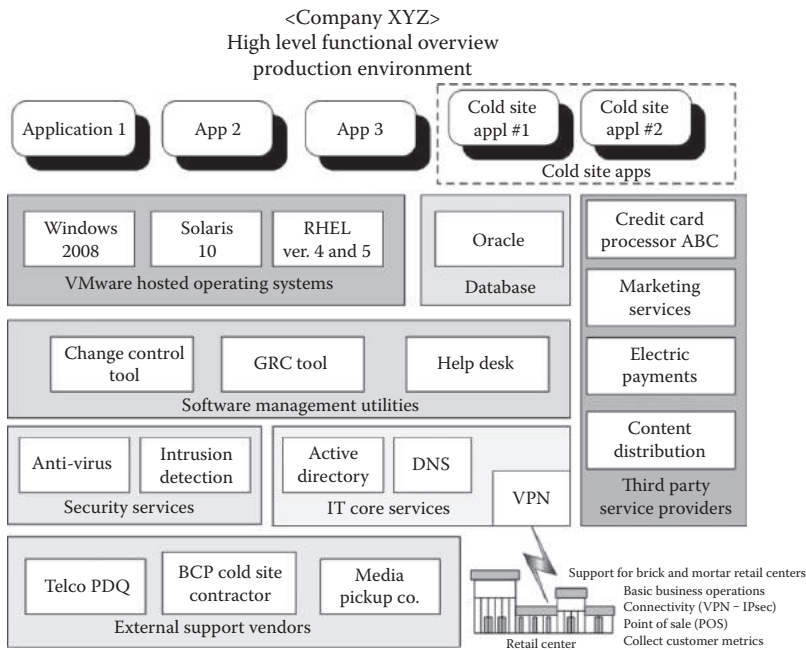 <Company XYZ>
High level functional overview
production environment
Application 1
App 2
App 3
Cold site
appl #1
Cold site
appl #2
Cold site apps
Windows
2008
Solaris
10
RHEL
ver. 4 and 5
VMware hosted operating systems
Oracle
Database
Credit card
processor ABC
Marketing
services
Electric
payments
Content
distribution
Third party
service providers
Change control
tool
GRC tool
Help desk
Software management utilities
Anti-virus
Intrusion
detection
Security services
Active
directory
DNS
IT core services
VPN
Telco PDQ
BCP cold site
contractor
Media
pickup co.
External support vendors
Support for brick and mortar retail centers
Basic business operations
Connectivity (VPN – IPsec)
Point of sale (POS)
Collect customer metrics
Retail center